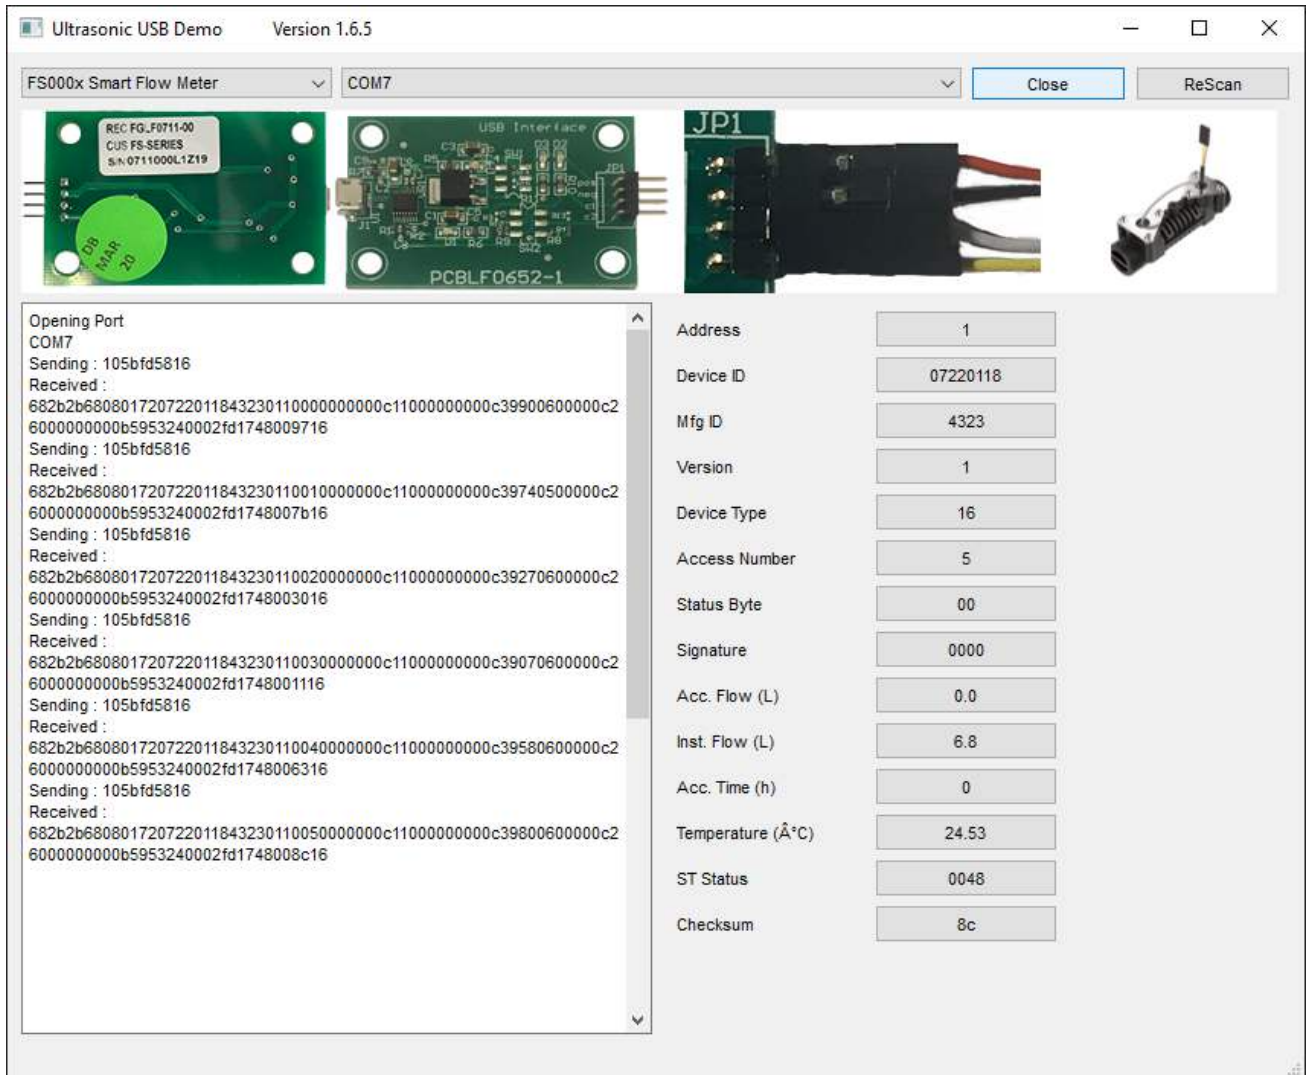 Ultrasonic USB Demo Version 1.6.5
FS000x Smart Flow Meter COM7 Close ReScan
REC FGLF0711-00
CUS FS-SERIES
S/N 0711000L1Z19
DB
MAR
20
USB Interface
JP1
J1
PCBLF0652-1
JP1
Opening Port
COM7
Sending : 105bfd5816
Received :
682b2b6808017207220118432301100000000000c11000000000c39900600000c2
6000000000b5953240002fd1748009716
Sending : 105bfd5816
Received :
682b2b680801720722011843230110010000000c11000000000c39740500000c2
6000000000b5953240002fd1748007b16
Sending : 105bfd5816
Received :
682b2b680801720722011843230110020000000c11000000000c39270600000c2
6000000000b5953240002fd1748003016
Sending : 105bfd5816
Received :
682b2b680801720722011843230110030000000c11000000000c39070600000c2
6000000000b5953240002fd1748001116
Sending : 105bfd5816
Received :
682b2b680801720722011843230110040000000c11000000000c39580600000c2
6000000000b5953240002fd1748006316
Sending : 105bfd5816
Received :
682b2b680801720722011843230110050000000c11000000000c39800600000c2
6000000000b5953240002fd1748008c16
Address 1
Device ID 07220118
Mfg ID 4323
Version 1
Device Type 16
Access Number 5
Status Byte 00
Signature 0000
Acc. Flow (L) 0.0
Inst. Flow (L) 6.8
Acc. Time (h) 0
Temperature (Â°C) 24.53
ST Status 0048
Checksum 8c